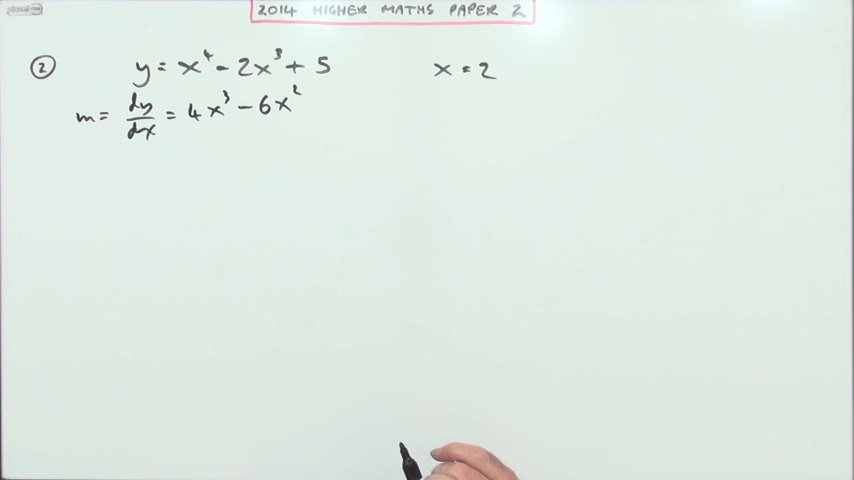 2014 HIGHER MATHS PAPER 2
② y = x⁴ - 2x³ + 5 x = 2
m = dy/dx = 4x³ - 6x²